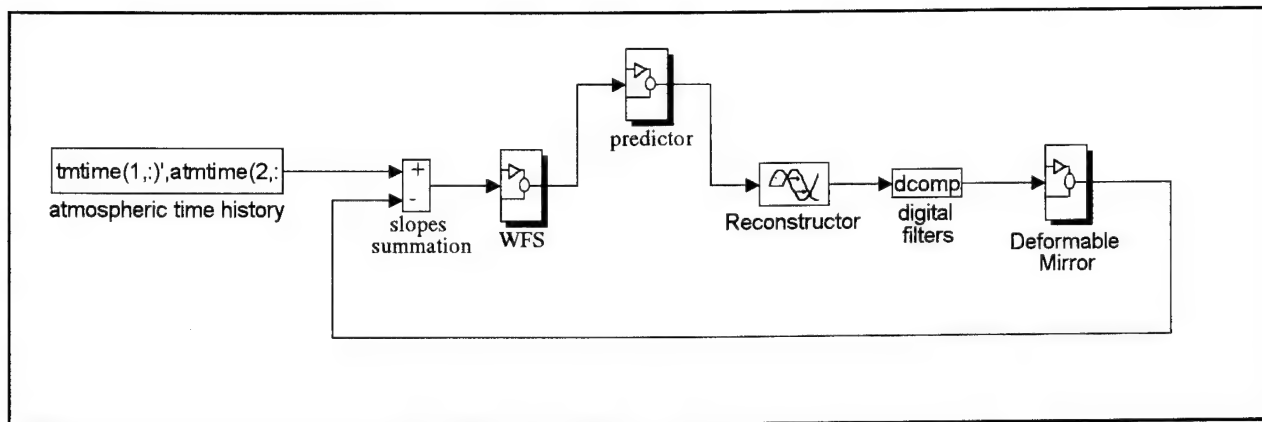 predictor
tmtime(1,:)',atmtime(2,:
atmospheric time history
+
-
slopes
summation
WFS
Reconstructor
dcomp
digital
filters
Deformable
Mirror